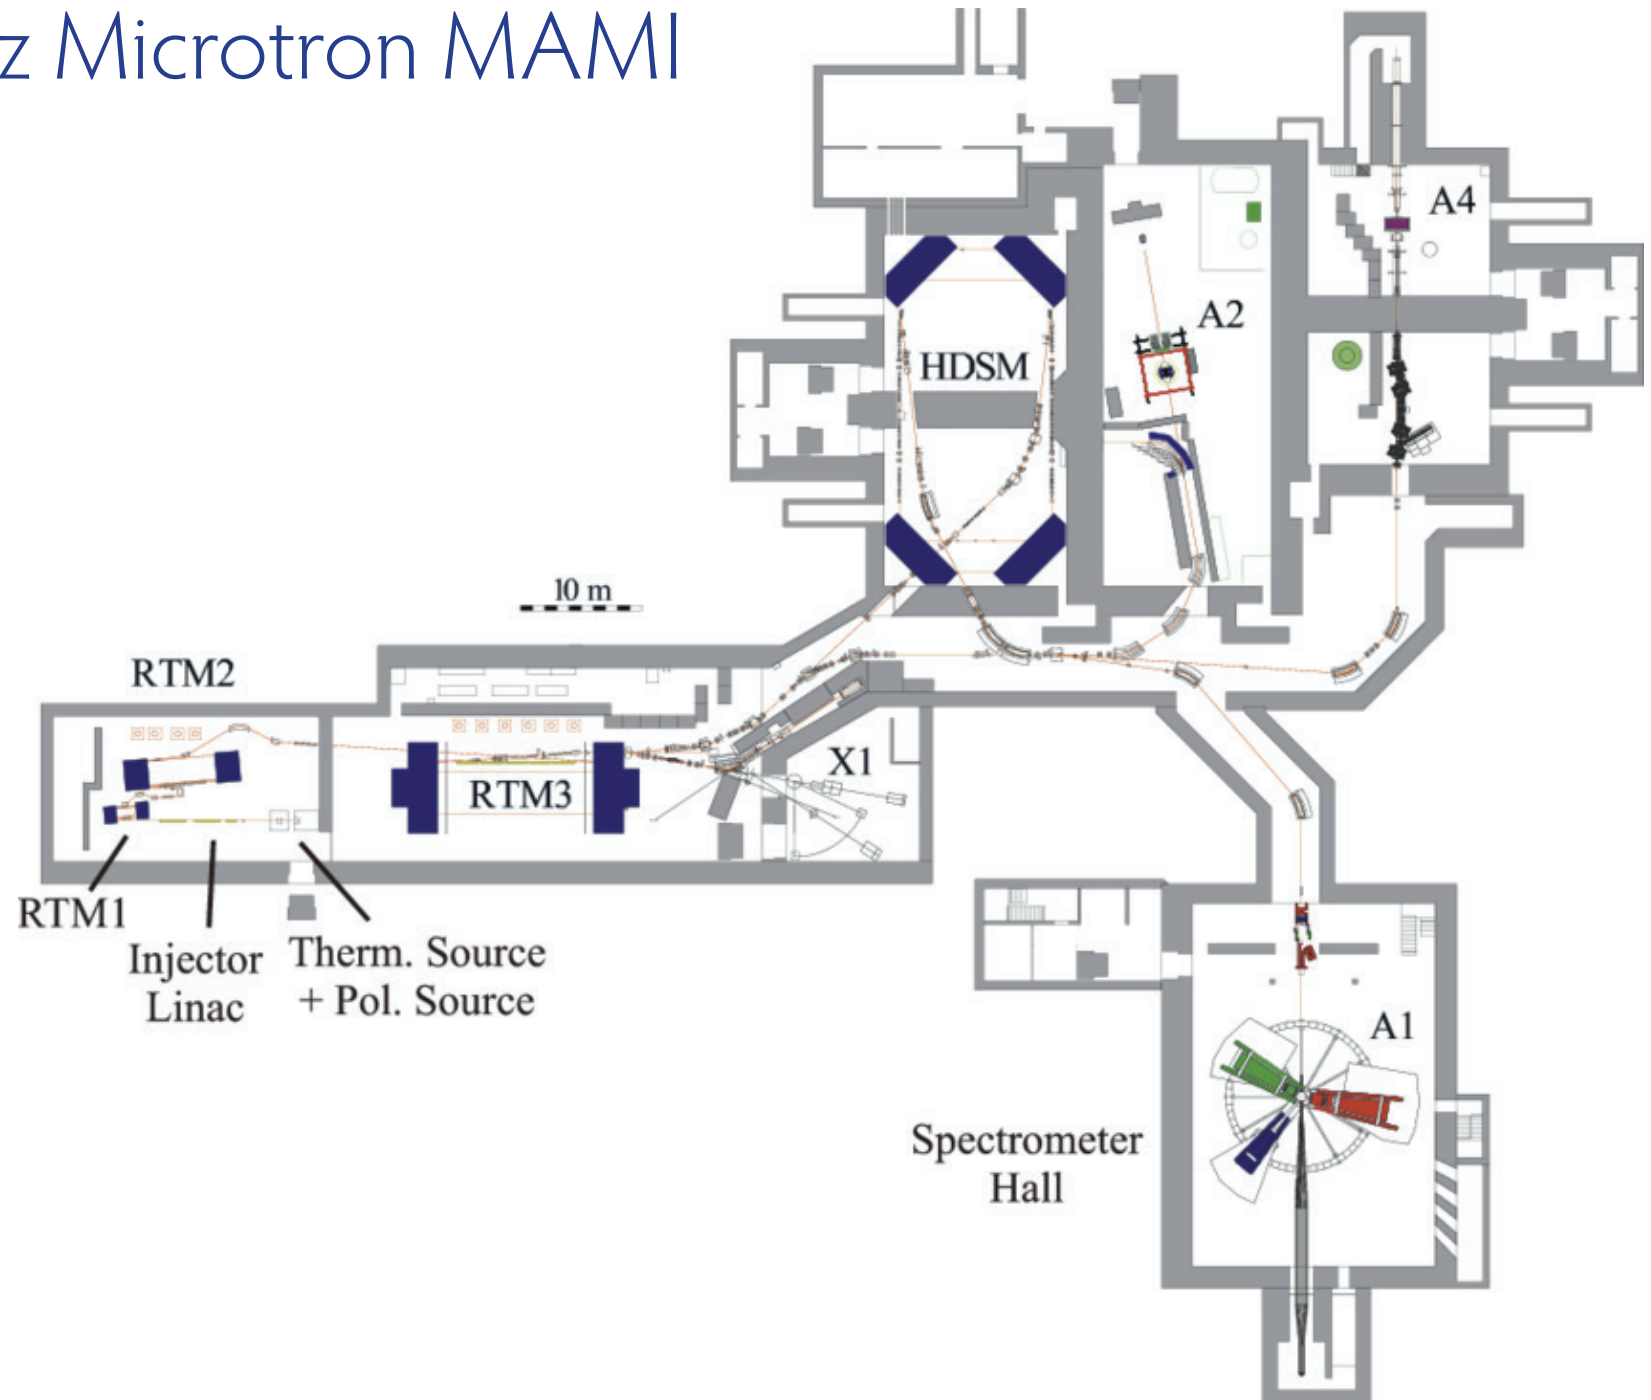 z Microtron MAMI
A4
A2
HDSM
10 m
RTM2
X1
RTM3
RTM1
Injector
Linac
Therm. Source
+ Pol. Source
A1
Spectrometer
Hall